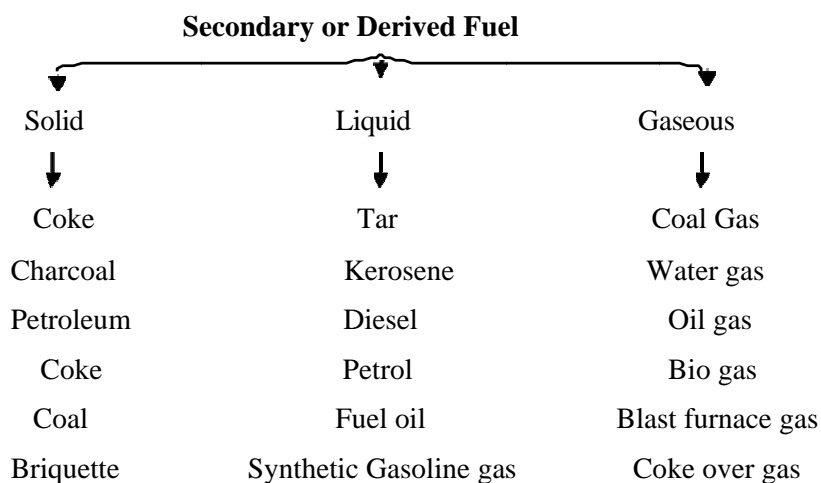 Secondary or Derived Fuel
Solid Liquid Gaseous
Coke Tar Coal Gas
Charcoal Kerosene Water gas
Petroleum Diesel Oil gas
Coke Petrol Bio gas
Coal Fuel oil Blast furnace gas
Briquette Synthetic Gasoline gas Coke over gas